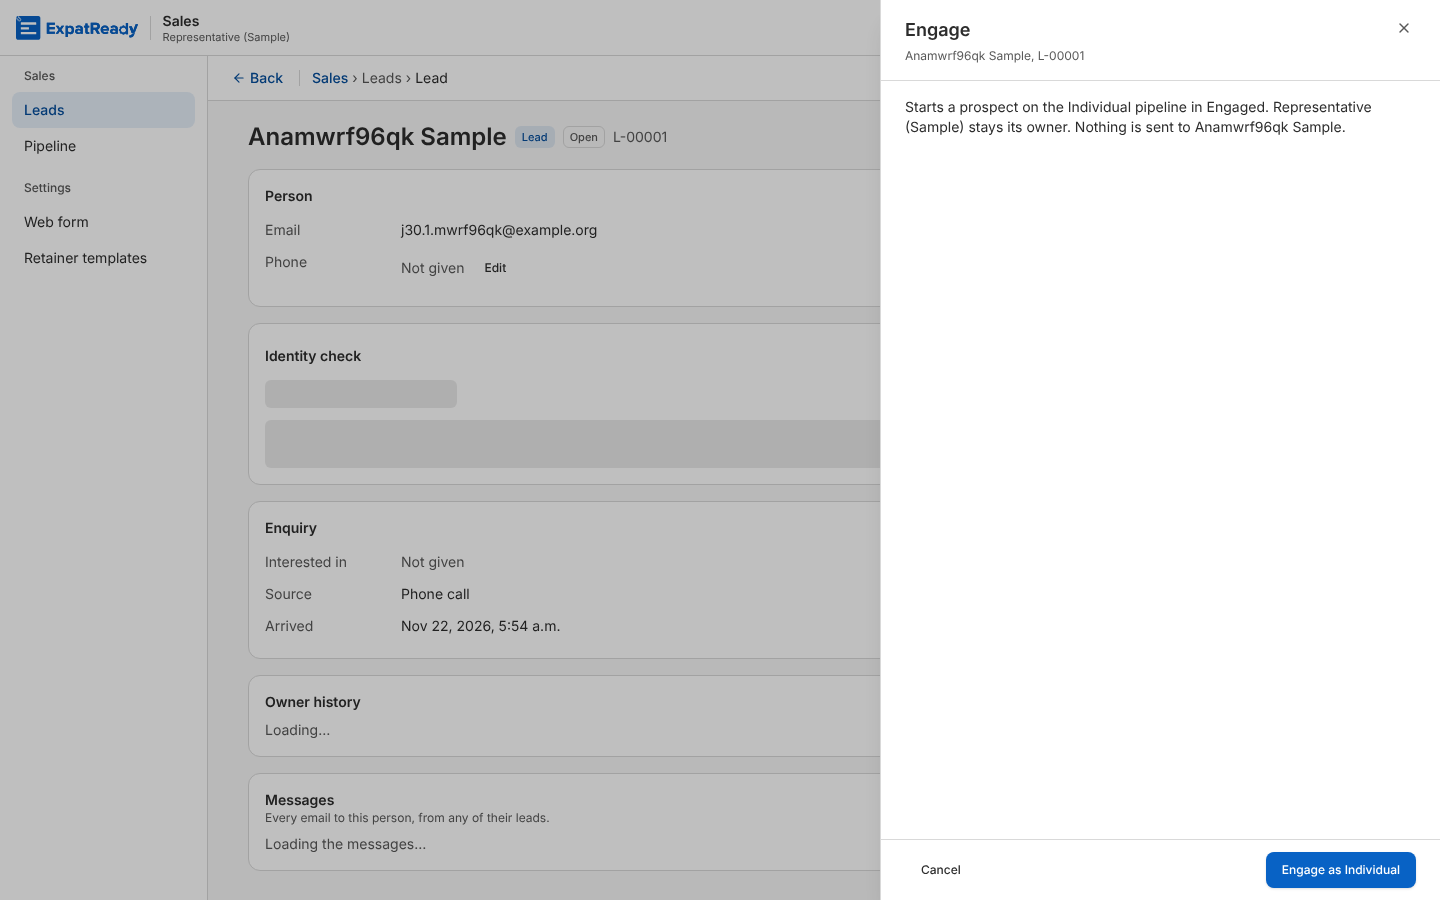 ExpatReady
Sales
Representative (Sample)
Sales
Leads
Pipeline
Settings
Web form
Retainer templates
← Back
Sales › Leads › Lead
Anamwrf96qk Sample Lead Open L-00001
Person
Email j30.1.mwrf96qk@example.org
Phone Not given Edit
Identity check
Enquiry
Interested in Not given
Source Phone call
Arrived Nov 22, 2026, 5:54 a.m.
Owner history
Loading...
Messages
Every email to this person, from any of their leads.
Loading the messages...
Engage
Anamwrf96qk Sample, L-00001
Starts a prospect on the Individual pipeline in Engaged. Representative
(Sample) stays its owner. Nothing is sent to Anamwrf96qk Sample.
Cancel Engage as Individual